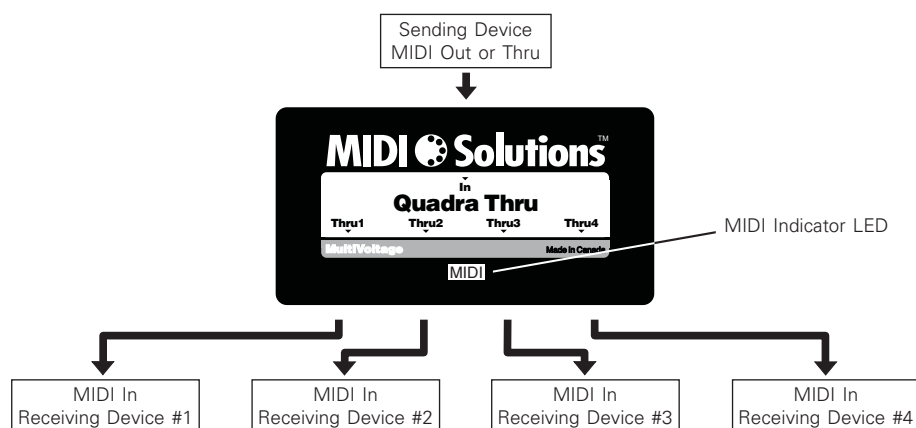 Sending Device
MIDI Out or Thru
MIDI Solutions™
In
Quadra Thru
Thru1 Thru2 Thru3 Thru4
MultiVoltage Made in Canada
MIDI Indicator LED
MIDI
MIDI In
Receiving Device #1
MIDI In
Receiving Device #2
MIDI In
Receiving Device #3
MIDI In
Receiving Device #4